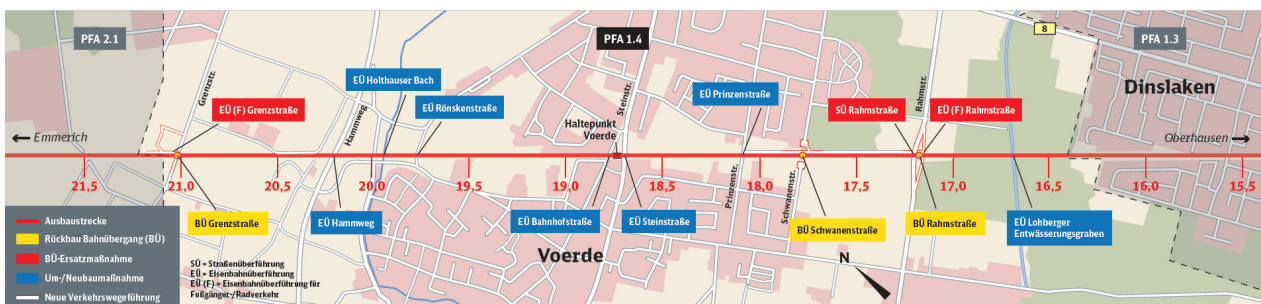 PFA 2.1
PFA 1.4
PFA 1.3
8
Dinslaken
Grenzstr.
Hammweg
Steinstr.
Rahmstr.
EÜ Holthauser Bach
EÜ (F) Grenzstraße
EÜ Rönskenstraße
EÜ Prinzenstraße
SÜ Rahmstraße
EÜ (F) Rahmstraße
Haltepunkt
Voerde
← Emmerich
Oberhausen →
21,5
21,0
20,5
20,0
19,5
19,0
18,5
18,0
17,5
17,0
16,5
16,0
15,5
Prinzenstr.
Schwanenstr.
BÜ Grenzstraße
EÜ Hammweg
EÜ Bahnhofstraße
EÜ Steinstraße
BÜ Schwanenstraße
BÜ Rahmstraße
EÜ Lohberger
Entwässerungsgraben
Voerde
N
Ausbaustrecke
Rückbau Bahnübergang (BÜ)
BÜ-Ersatzmaßnahme
Um-/Neubaumaßnahme
Neue Verkehrswegeführung
SÜ = Straßenüberführung
EÜ = Eisenbahnüberführung
EÜ (F) = Eisenbahnüberführung für
Fußgänger-/Radverkehr